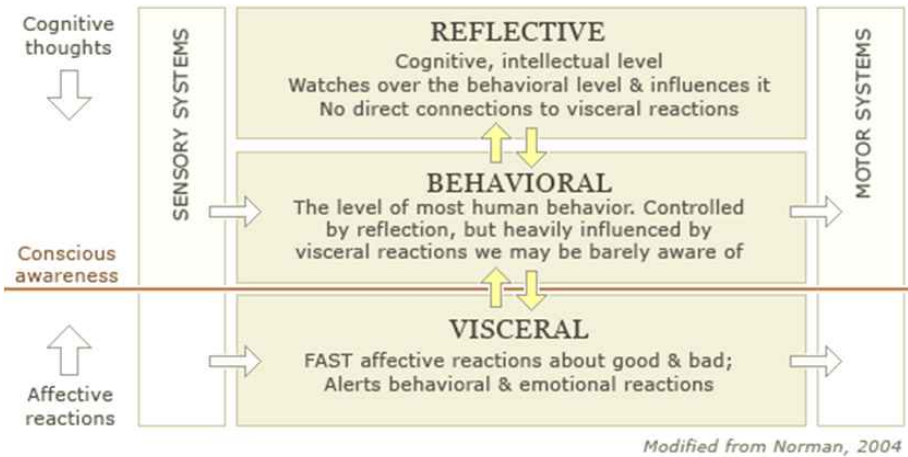 Cognitive
thoughts
SENSORY SYSTEMS
REFLECTIVE
Cognitive, intellectual level
Watches over the behavioral level & influences it
No direct connections to visceral reactions
MOTOR SYSTEMS
BEHAVIORAL
The level of most human behavior. Controlled
by reflection, but heavily influenced by
visceral reactions we may be barely aware of
Conscious
awareness
VISCERAL
FAST affective reactions about good & bad;
Alerts behavioral & emotional reactions
Affective
reactions
Modified from Norman, 2004